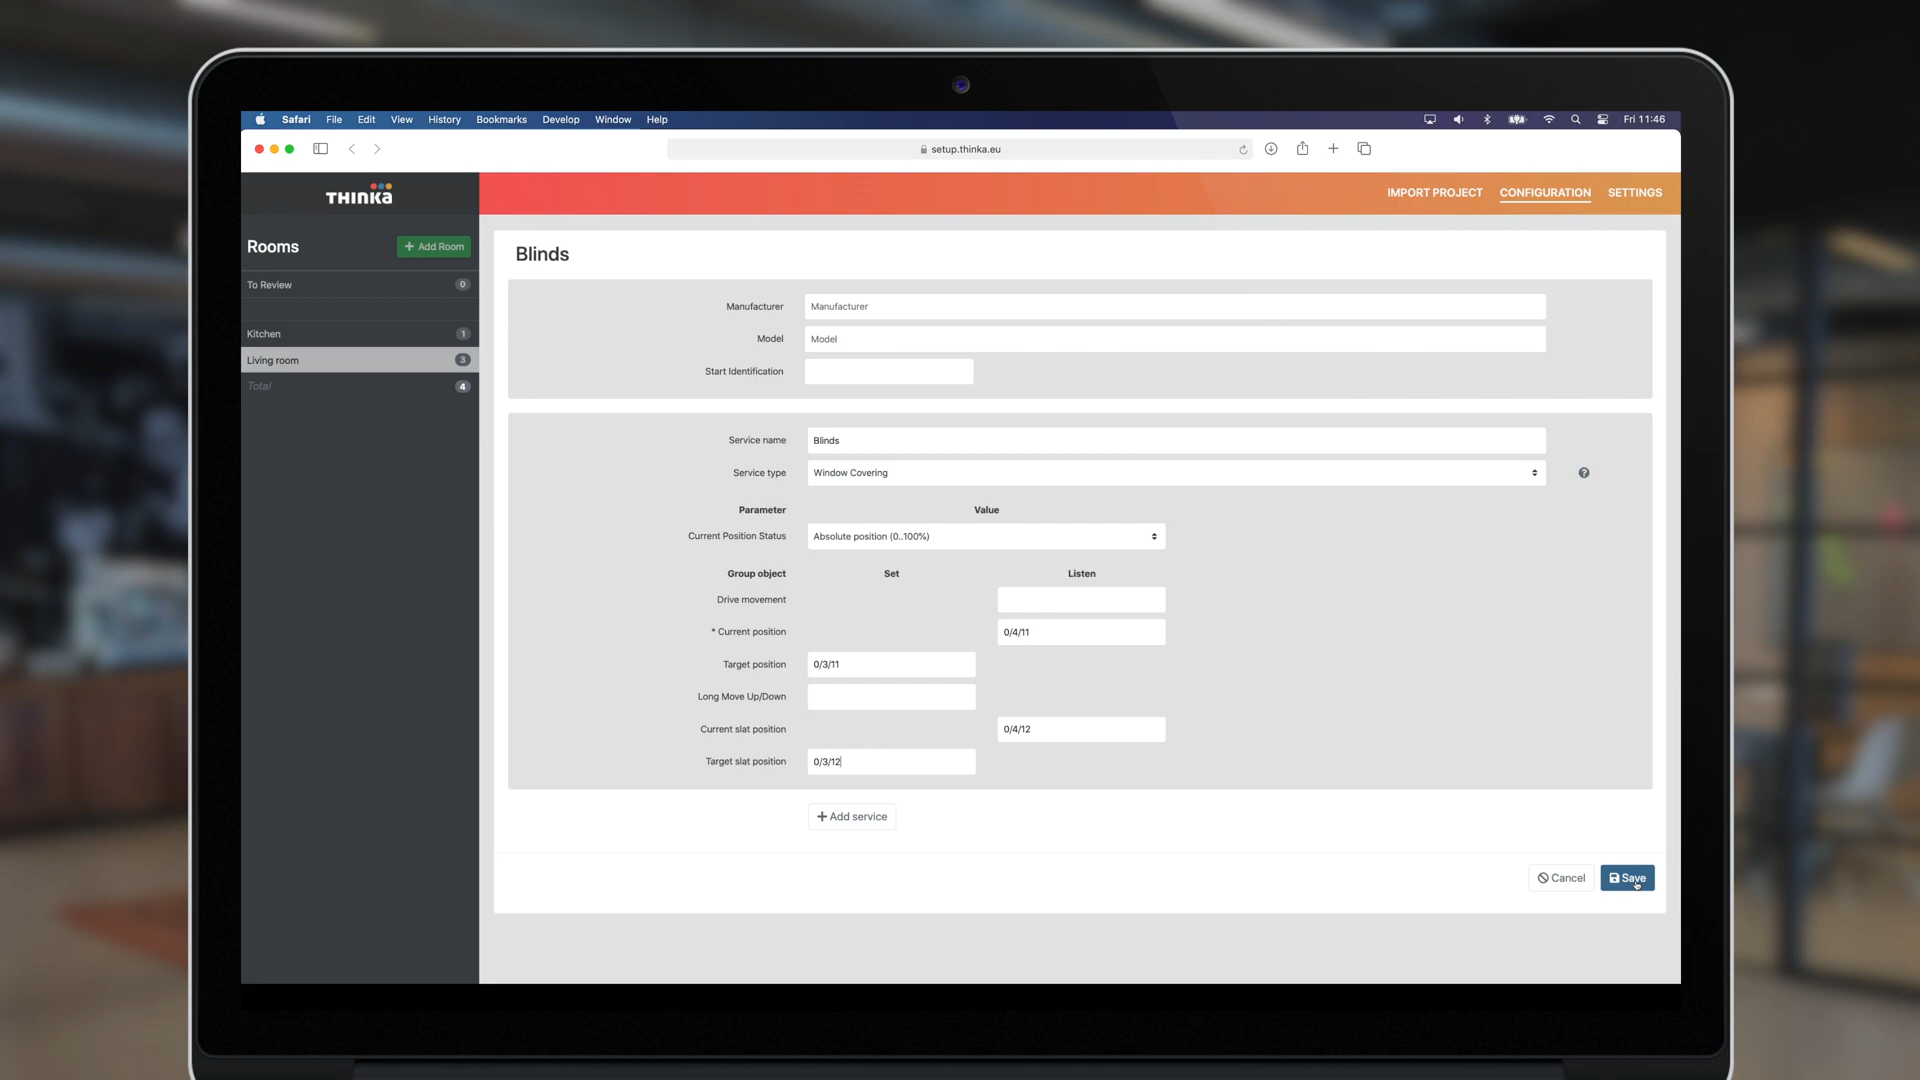 Safari File Edit View History Bookmarks Develop Window Help Fri 11:46
setup.thinka.eu
THINKA IMPORT PROJECT CONFIGURATION SETTINGS
Rooms + Add Room
To Review 0
Kitchen 1
Living room 3
Total 4
Blinds
Manufacturer Manufacturer
Model Model
Start Identification
Service name Blinds
Service type Window Covering ?
Parameter Value
Current Position Status Absolute position (0..100%)
Group object Set Listen
Drive movement
* Current position 0/4/11
Target position 0/3/11
Long Move Up/Down
Current slat position 0/4/12
Target slat position 0/3/12
+ Add service
Cancel Save